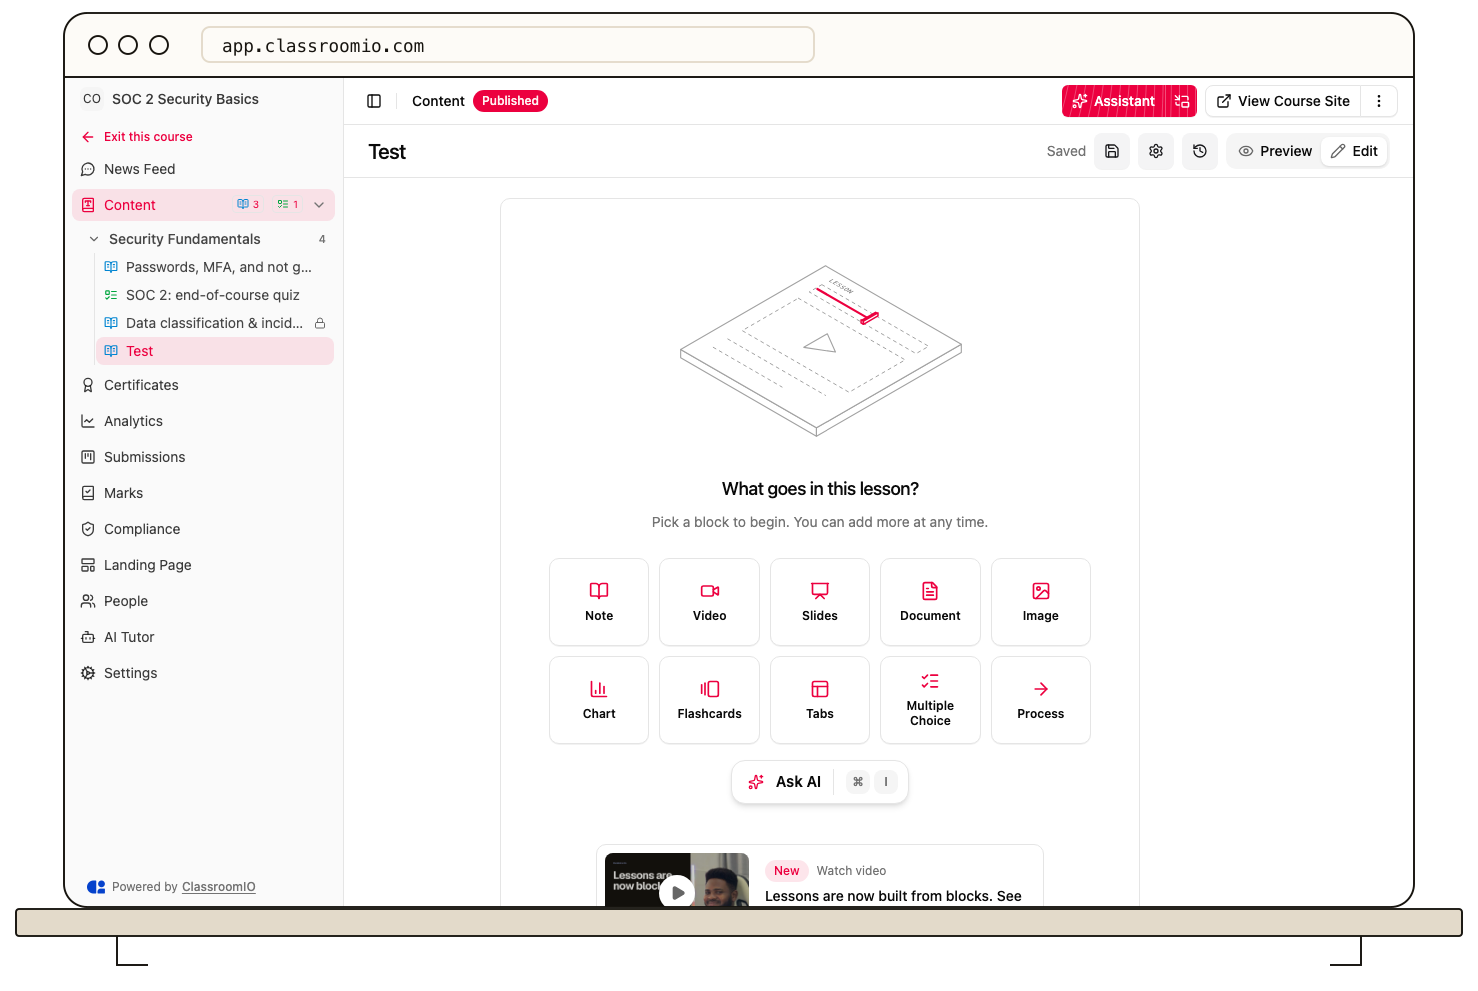 app.classroomio.com
CO SOC 2 Security Basics
Exit this course
News Feed
Content 3 1
Security Fundamentals 4
Passwords, MFA, and not g...
SOC 2: end-of-course quiz
Data classification & incid...
Test
Certificates
Analytics
Submissions
Marks
Compliance
Landing Page
People
AI Tutor
Settings
Powered by ClassroomIO
Content Published
Assistant
View Course Site
Test
Saved
Preview
Edit
LESSON
What goes in this lesson?
Pick a block to begin. You can add more at any time.
Note
Video
Slides
Document
Image
Chart
Flashcards
Tabs
Multiple
Choice
Process
Ask AI ⌘ I
Lessons are
now block
New Watch video
Lessons are now built from blocks. See